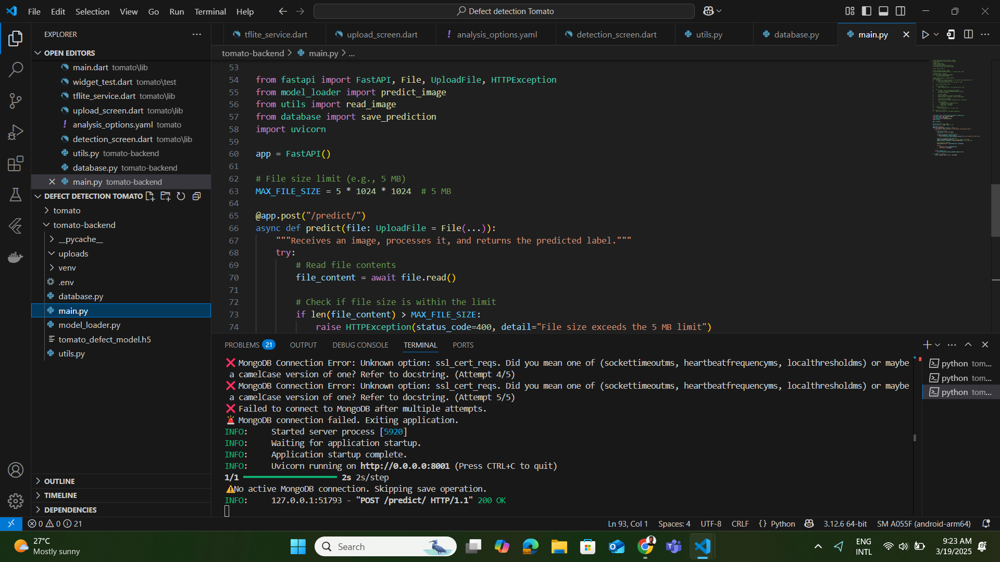 File Edit Selection View Go Run Terminal Help
Defect detection Tomato
EXPLORER
tflite_service.dart
upload_screen.dart
! analysis_options.yaml
detection_screen.dart
utils.py
database.py
main.py
OPEN EDITORS
tomato-backend > main.py > ...
main.dart tomato\lib
widget_test.dart tomato\test
tflite_service.dart tomato\lib
upload_screen.dart tomato\lib
! analysis_options.yaml tomato
detection_screen.dart tomato\lib
utils.py tomato-backend
database.py tomato-backend
main.py tomato-backend
DEFECT DETECTION TOMATO
tomato
tomato-backend
__pycache__
uploads
venv
.env
database.py
main.py
model_loader.py
tomato_defect_model.h5
utils.py
OUTLINE
TIMELINE
DEPENDENCIES
53
54 from fastapi import FastAPI, File, UploadFile, HTTPException
55 from model_loader import predict_image
56 from utils import read_image
57 from database import save_prediction
58 import uvicorn
59
60 app = FastAPI()
61
62 # File size limit (e.g., 5 MB)
63 MAX_FILE_SIZE = 5 * 1024 * 1024  # 5 MB
64
65 @app.post("/predict/")
66 async def predict(file: UploadFile = File(...)):
67     """Receives an image, processes it, and returns the predicted label."""
68     try:
69         # Read file contents
70         file_content = await file.read()
71
72         # Check if file size is within the limit
73         if len(file_content) > MAX_FILE_SIZE:
74             raise HTTPException(status_code=400, detail="File size exceeds the 5 MB limit")
PROBLEMS 21 OUTPUT DEBUG CONSOLE TERMINAL PORTS
❌ MongoDB Connection Error: Unknown option: ssl_cert_reqs. Did you mean one of (sockettimeoutms, heartbeatfrequencyms, localthresholdms) or maybe
a camelCase version of one? Refer to docstring. (Attempt 4/5)
❌ MongoDB Connection Error: Unknown option: ssl_cert_reqs. Did you mean one of (sockettimeoutms, heartbeatfrequencyms, localthresholdms) or maybe
a camelCase version of one? Refer to docstring. (Attempt 5/5)
❌ Failed to connect to MongoDB after multiple attempts.
🚨 MongoDB connection failed. Exiting application.
INFO:     Started server process [5920]
INFO:     Waiting for application startup.
INFO:     Application startup complete.
INFO:     Uvicorn running on http://0.0.0.0:8001 (Press CTRL+C to quit)
1/1 2s 2s/step
⚠️No active MongoDB connection. Skipping save operation.
INFO:     127.0.0.1:51793 - "POST /predict/ HTTP/1.1" 200 OK
python tom...
python tom...
python tom...
0 0 21
Ln 93, Col 1 Spaces: 4 UTF-8 CRLF {} Python 3.12.6 64-bit SM A055F (android-arm64)
27°C
Mostly sunny
Search
ENG
INTL
9:23 AM
3/19/2025